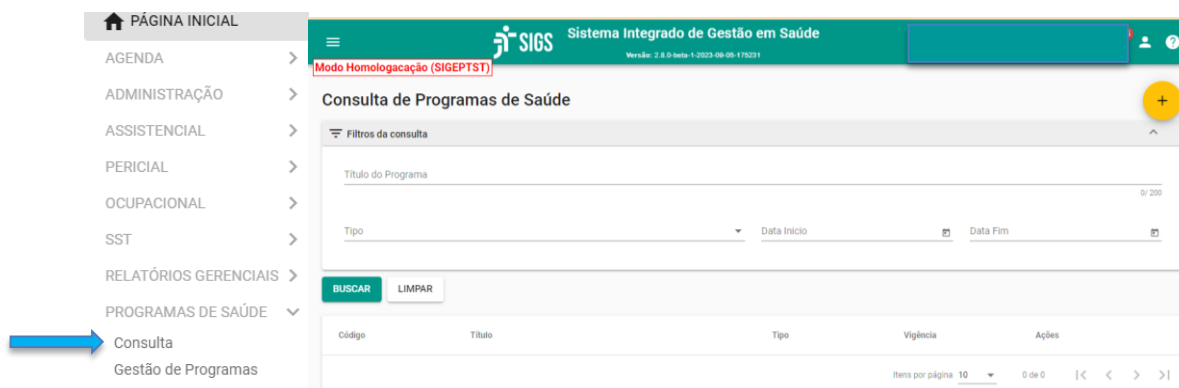 PÁGINA INICIAL
AGENDA
ADMINISTRAÇÃO
ASSISTENCIAL
PERICIAL
OCUPACIONAL
SST
RELATÓRIOS GERENCIAIS
PROGRAMAS DE SAÚDE
Consulta
Gestão de Programas
SIGS
Sistema Integrado de Gestão em Saúde
Versão: 2.8.0-beta-1-2023-09-05-175231
Modo Homologacação (SIGEPTST)
Consulta de Programas de Saúde
+
Filtros da consulta
Título do Programa
0/ 200
Tipo
Data Inicio
Data Fim
BUSCAR
LIMPAR
Código
Título
Tipo
Vigência
Ações
Itens por página 10
0 de 0